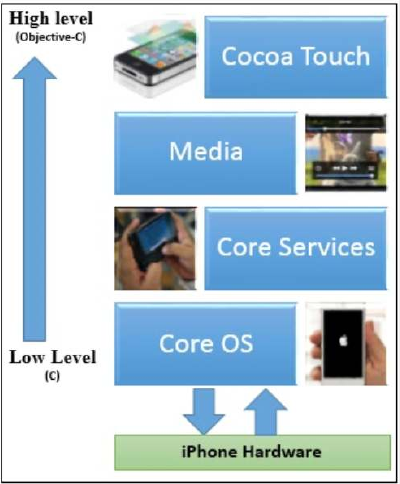 High level
(Objective-C)
Cocoa Touch
Media
Core Services
Core OS
Low Level
(C)
iPhone Hardware